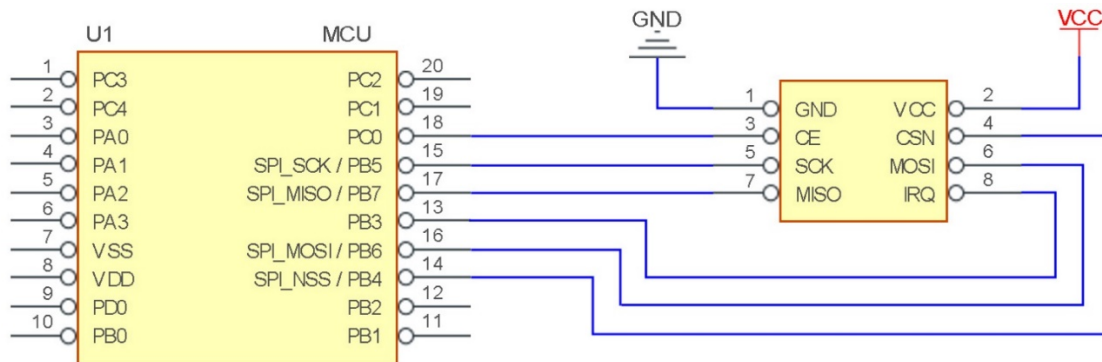 GND
VCC
U1 MCU
1 PC3 PC2 20
2 PC4 PC1 19
3 PA0 PC0 18
4 PA1 SPI_SCK / PB5 15
5 PA2 SPI_MISO / PB7 17
6 PA3 PB3 13
7 VSS SPI_MOSI / PB6 16
8 VDD SPI_NSS / PB4 14
9 PD0 PB2 12
10 PB0 PB1 11
1 GND VCC 2
3 CE CSN 4
5 SCK MOSI 6
7 MISO IRQ 8